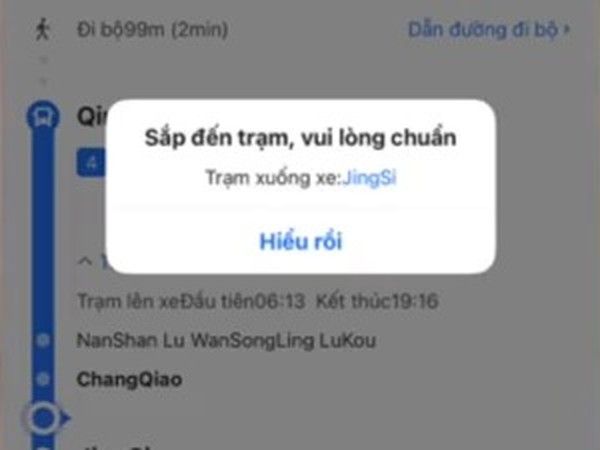 Đi bộ99m (2min)
Dẫn đường đi bộ
4
Sắp đến trạm, vui lòng chuẩn
Trạm xuống xe:JingSi
Hiểu rồi
Trạm lên xeĐầu tiên06:13 Kết thúc19:16
NanShan Lu WanSongLing LuKou
ChangQiao